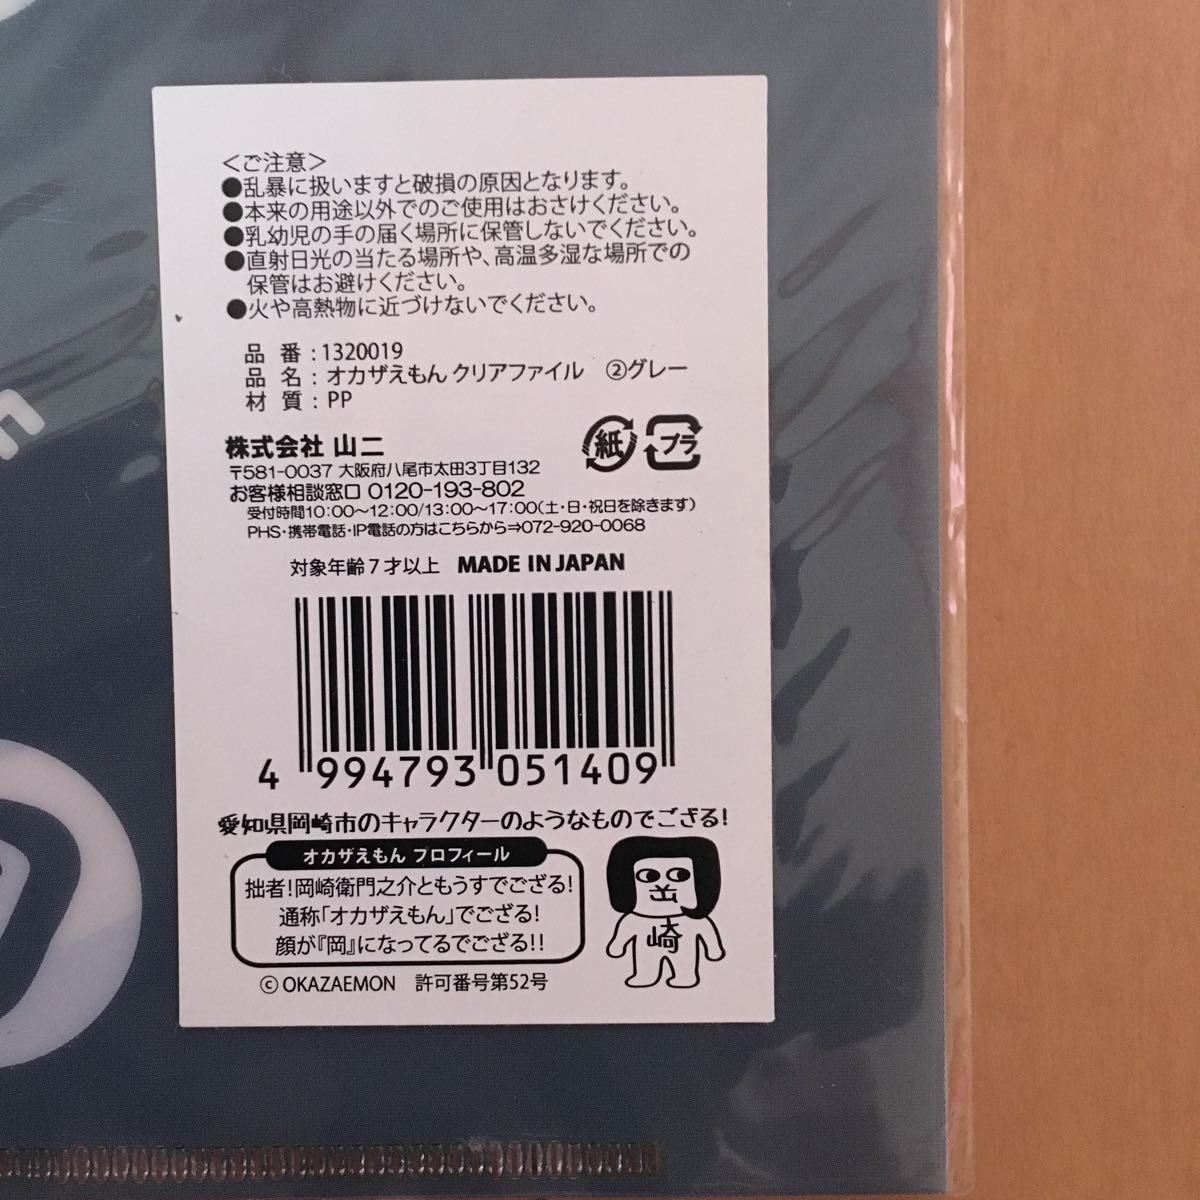 ＜ご注意＞
●乱暴に扱いますと破損の原因となります。
●本来の用途以外でのご使用はおさけください。
●乳幼児の手の届く場所に保管しないでください。
●直射日光の当たる場所や、高温多湿な場所での
保管はお避けください。
●火や高熱物に近づけないでください。
品 番：1320019
品 名：オカザえもん クリアファイル ②グレー
材 質：PP
株式会社 山二
紙 プラ
〒581-0037 大阪府八尾市太田3丁目132
お客様相談窓口 0120-193-802
受付時間10:00～12:00/13:00～17:00(土・日・祝日を除きます)
PHS・携帯電話・IP電話の方はこちらから⇒072-920-0068
対象年齢７才以上 MADE IN JAPAN
4 994793 051409
愛知県岡崎市のキャラクターのようなものでござる!
オカザえもん プロフィール
拙者!岡崎衛門之介ともうすでござる!
通称｢オカザえもん｣でござる!
顔が『岡』になってるでござる!!
崎
© OKAZAEMON 許可番号第52号
n